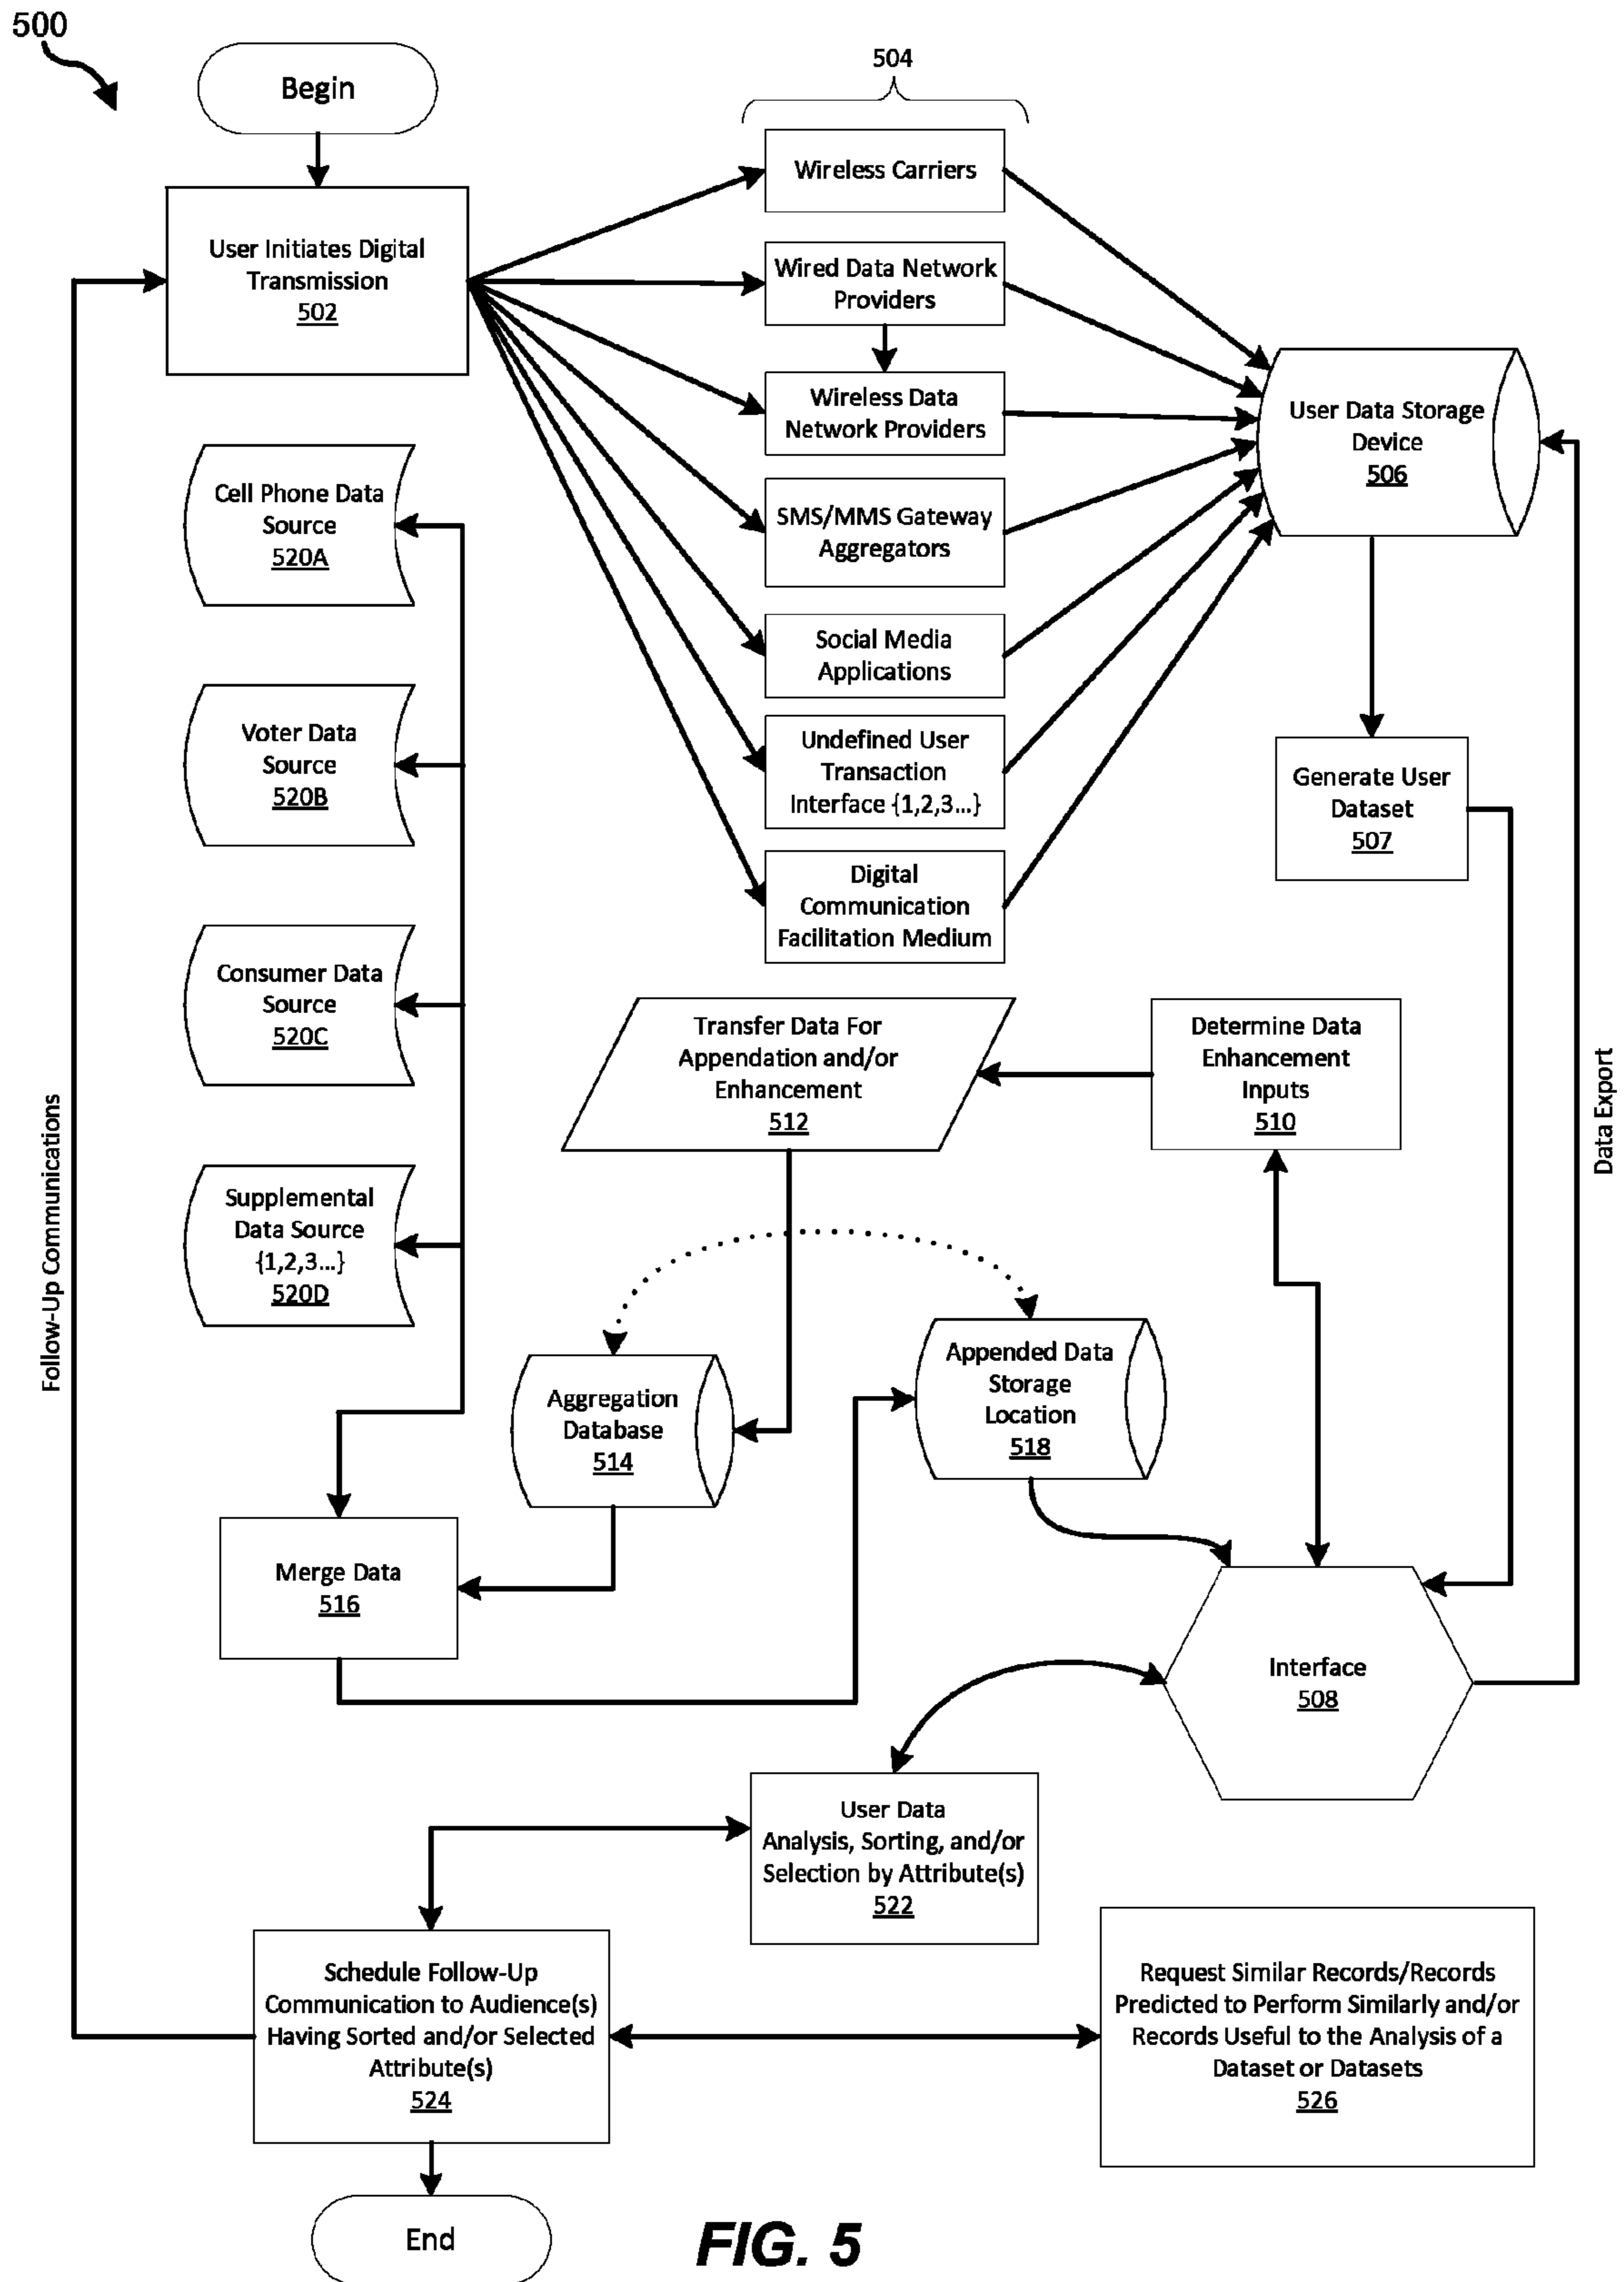 500
Begin
504
User Initiates Digital
Transmission
502
Wireless Carriers
Wired Data Network
Providers
Wireless Data
Network Providers
SMS/MMS Gateway
Aggregators
Social Media
Applications
Undefined User
Transaction
Interface {1,2,3...}
Digital
Communication
Facilitation Medium
User Data Storage
Device
506
Generate User
Dataset
507
Cell Phone Data
Source
520A
Voter Data
Source
520B
Consumer Data
Source
520C
Supplemental
Data Source
{1,2,3...}
520D
Transfer Data For
Appendation and/or
Enhancement
512
Determine Data
Enhancement
Inputs
510
Data Export
Follow-Up Communications
Aggregation
Database
514
Appended Data
Storage
Location
518
Merge Data
516
Interface
508
User Data
Analysis, Sorting, and/or
Selection by Attribute(s)
522
Schedule Follow-Up
Communication to Audience(s)
Having Sorted and/or Selected
Attribute(s)
524
Request Similar Records/Records
Predicted to Perform Similarly and/or
Records Useful to the Analysis of a
Dataset or Datasets
526
End
FIG. 5